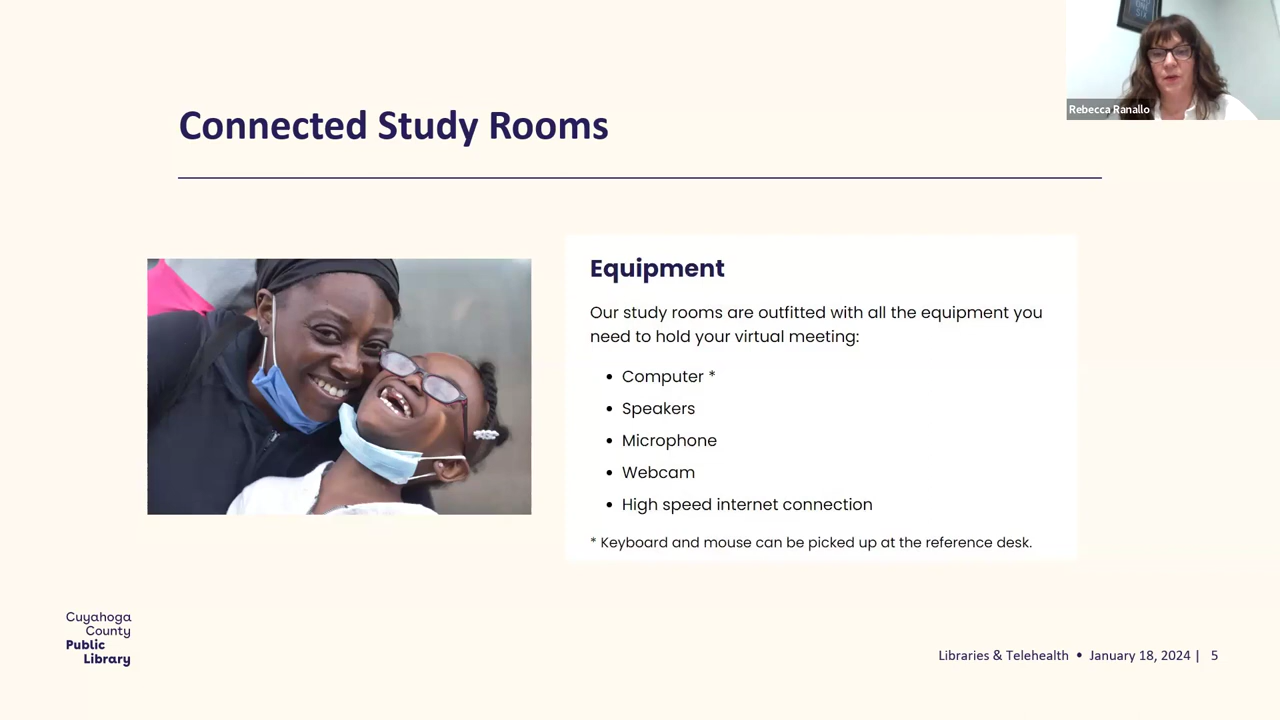 Rebecca Ranallo
Connected Study Rooms
Equipment
Our study rooms are outfitted with all the equipment you
need to hold your virtual meeting:
• Computer *
• Speakers
• Microphone
• Webcam
• High speed internet connection
* Keyboard and mouse can be picked up at the reference desk.
Cuyahoga
County
Public
Library
Libraries & Telehealth • January 18, 2024 | 5